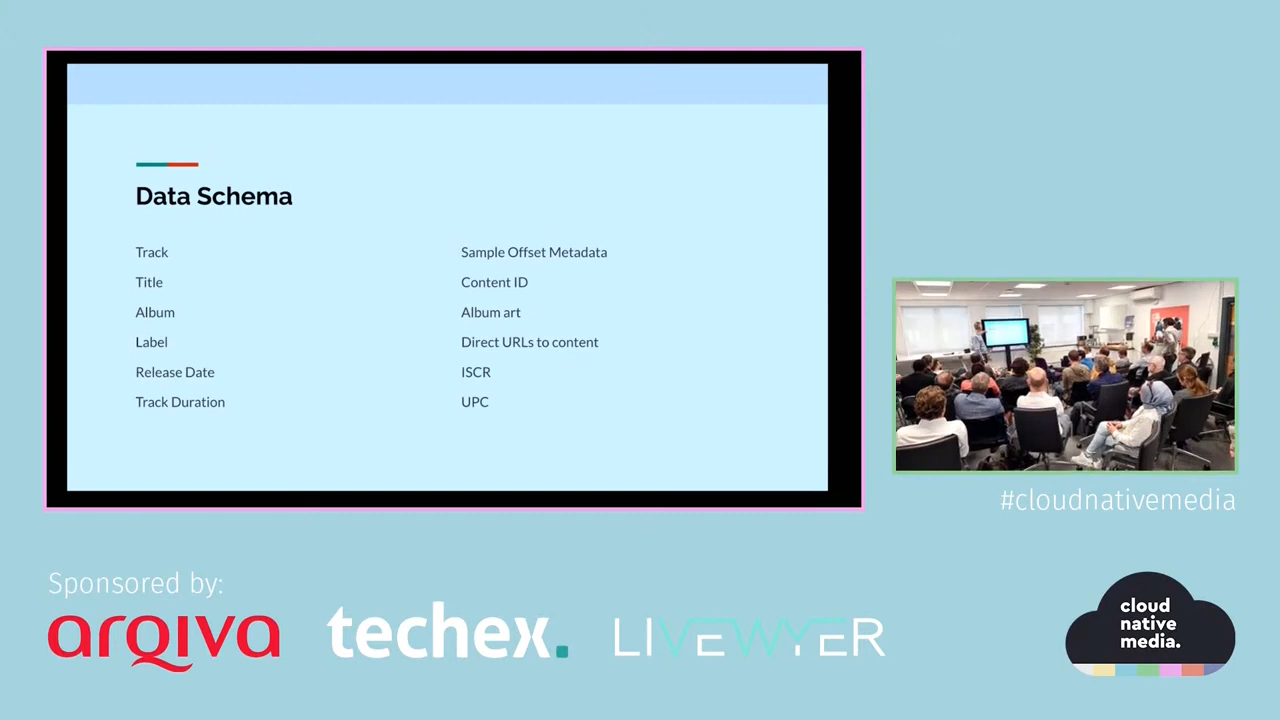 Data Schema
Track
Title
Album
Label
Release Date
Track Duration
Sample Offset Metadata
Content ID
Album art
Direct URLs to content
ISCR
UPC
#cloudnativemedia
Sponsored by:
arqiva
techex.
LIVEWYER
cloud
native
media.